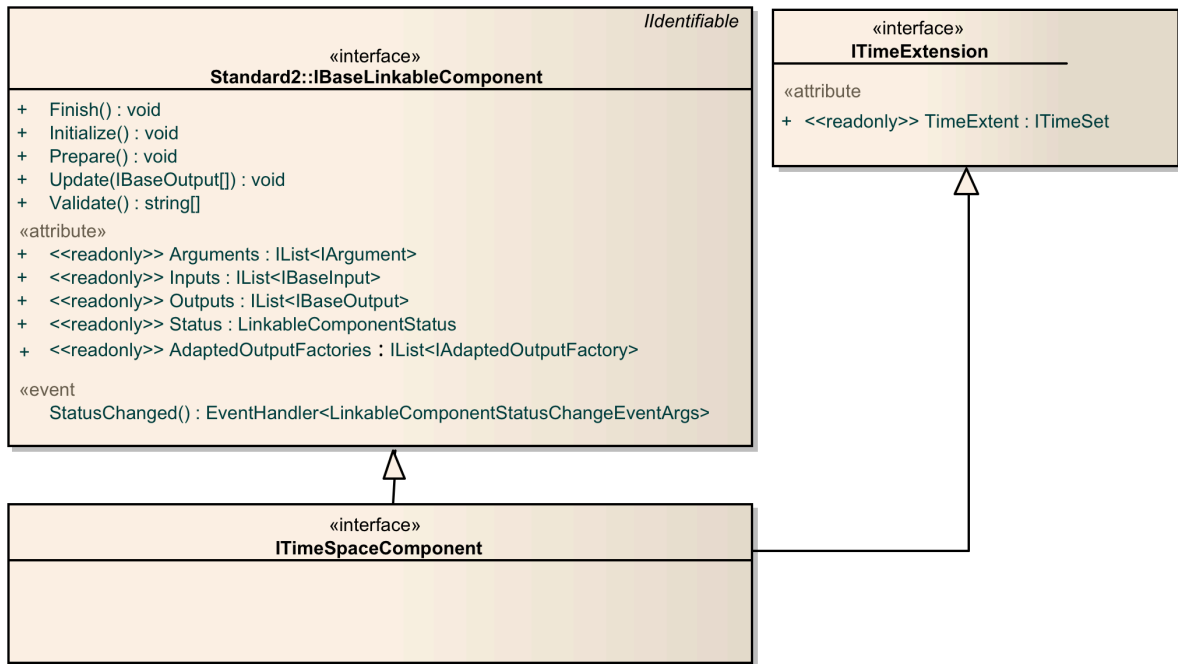 IIdentifiable
«interface»
Standard2::IBaseLinkableComponent
+ Finish() : void
+ Initialize() : void
+ Prepare() : void
+ Update(IBaseOutput[]) : void
+ Validate() : string[]
«attribute»
+ <<readonly>> Arguments : IList<IArgument>
+ <<readonly>> Inputs : IList<IBaseInput>
+ <<readonly>> Outputs : IList<IBaseOutput>
+ <<readonly>> Status : LinkableComponentStatus
+ <<readonly>> AdaptedOutputFactories : IList<IAdaptedOutputFactory>
«event
StatusChanged() : EventHandler<LinkableComponentStatusChangeEventArgs>
«interface»
ITimeExtension
«attribute
+ <<readonly>> TimeExtent : ITimeSet
«interface»
ITimeSpaceComponent